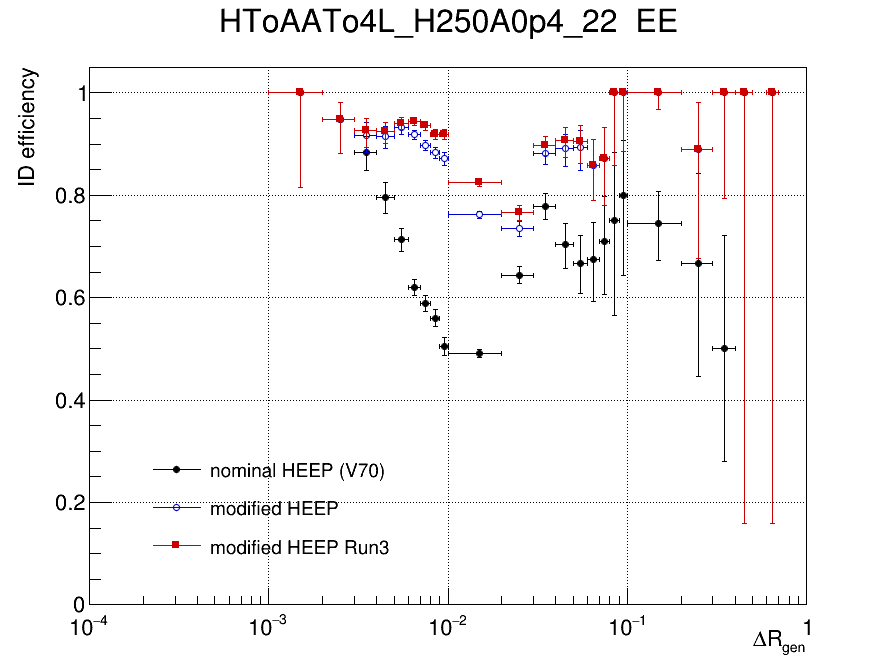 HToAATo4L_H250A0p4_22 EE
ID efficiency
1
0.8
0.6
0.4
0.2
0
nominal HEEP (V70)
modified HEEP
modified HEEP Run3
10⁻⁴ 10⁻³ 10⁻² 10⁻¹ 1
ΔR_gen